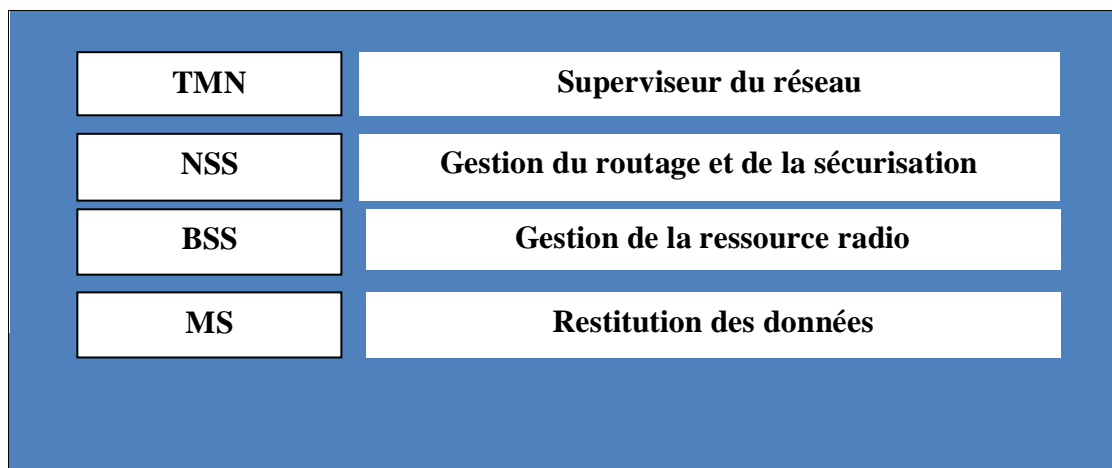 TMN Superviseur du réseau
NSS Gestion du routage et de la sécurisation
BSS Gestion de la ressource radio
MS Restitution des données